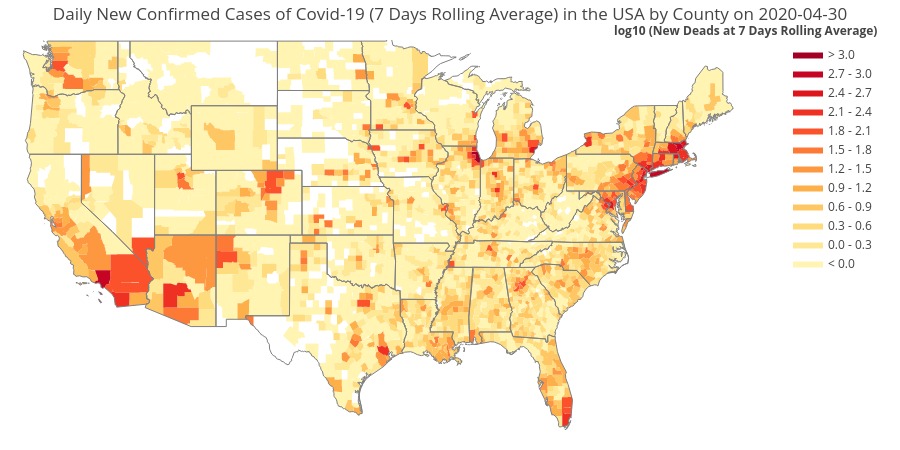 Daily New Confirmed Cases of Covid-19 (7 Days Rolling Average) in the USA by County on 2020-04-30
log10 (New Deads at 7 Days Rolling Average)
> 3.0
2.7 - 3.0
2.4 - 2.7
2.1 - 2.4
1.8 - 2.1
1.5 - 1.8
1.2 - 1.5
0.9 - 1.2
0.6 - 0.9
0.3 - 0.6
0.0 - 0.3
< 0.0